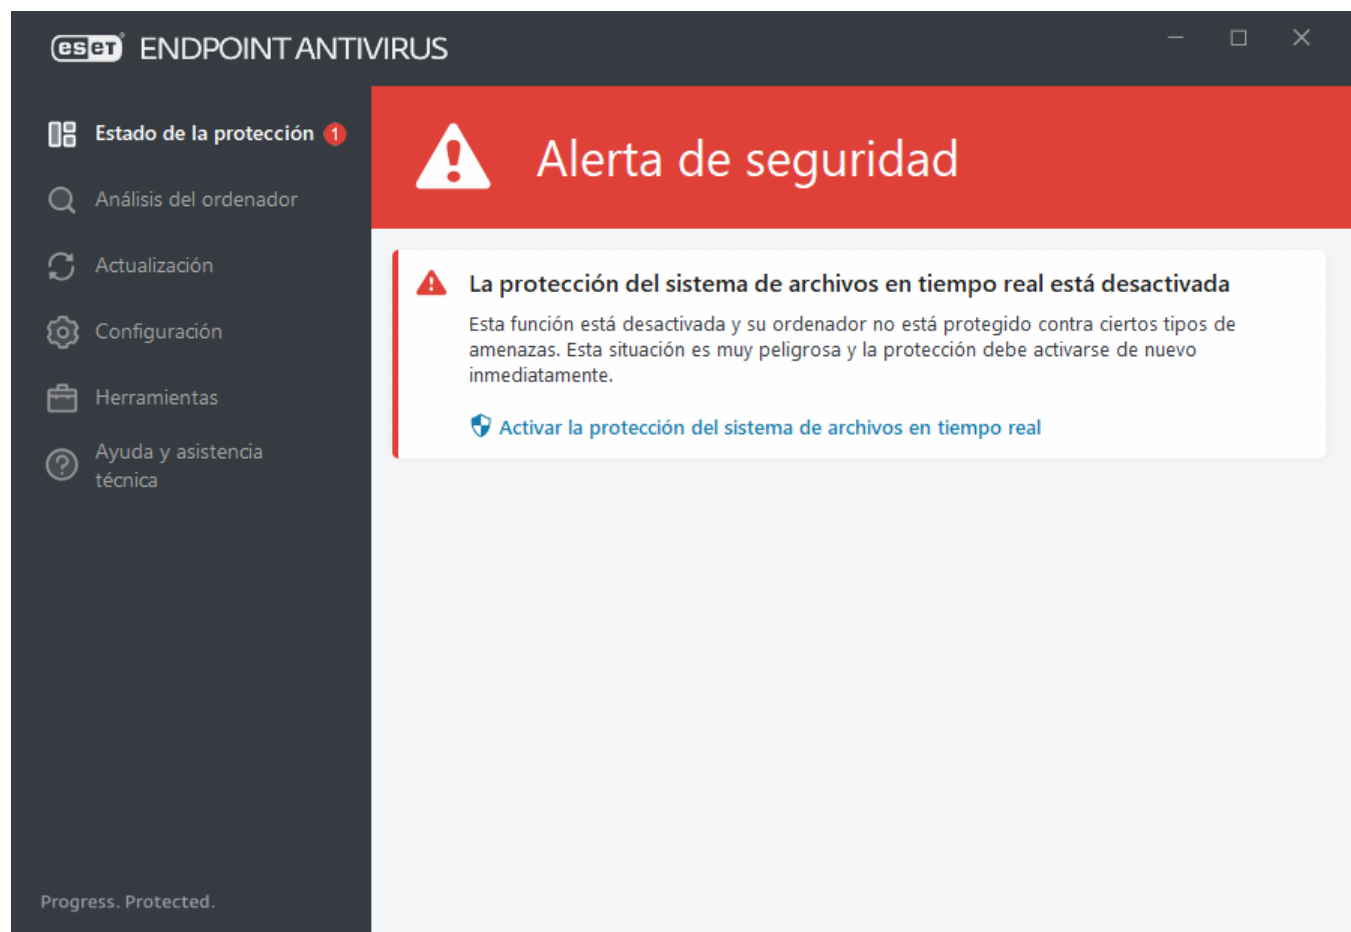 eset ENDPOINT ANTIVIRUS
Estado de la protección 1
Análisis del ordenador
Actualización
Configuración
Herramientas
Ayuda y asistencia
técnica
Progress. Protected.
Alerta de seguridad
La protección del sistema de archivos en tiempo real está desactivada
Esta función está desactivada y su ordenador no está protegido contra ciertos tipos de
amenazas. Esta situación es muy peligrosa y la protección debe activarse de nuevo
inmediatamente.
Activar la protección del sistema de archivos en tiempo real